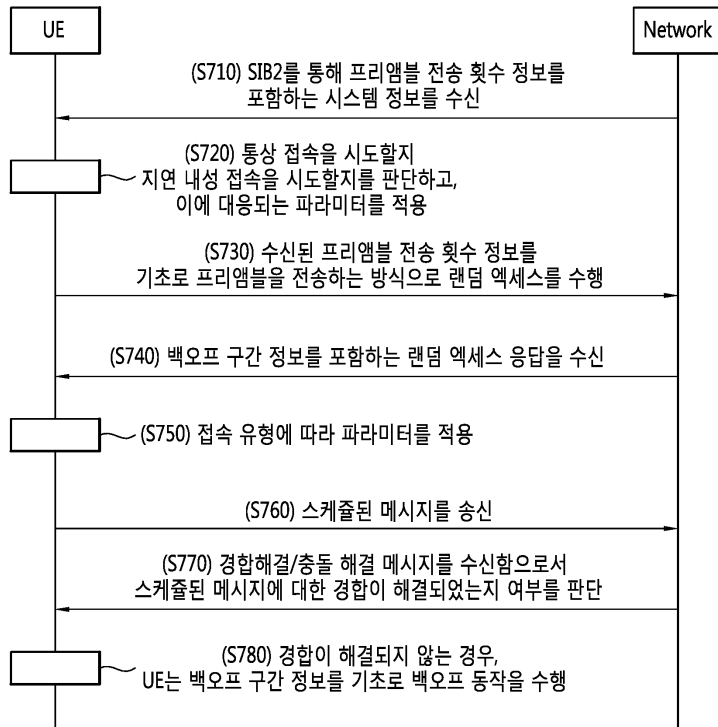 UE
Network
(S710) SIB2를 통해 프리앰블 전송 횟수 정보를
포함하는 시스템 정보를 수신
(S720) 통상 접속을 시도할지
지연 내성 접속을 시도할지를 판단하고,
이에 대응되는 파라미터를 적용
(S730) 수신된 프리앰블 전송 횟수 정보를
기초로 프리앰블을 전송하는 방식으로 랜덤 엑세스를 수행
(S740) 백오프 구간 정보를 포함하는 랜덤 엑세스 응답을 수신
(S750) 접속 유형에 따라 파라미터를 적용
(S760) 스케쥴된 메시지를 송신
(S770) 경합해결/충돌 해결 메시지를 수신함으로서
스케쥴된 메시지에 대한 경합이 해결되었는지 여부를 판단
(S780) 경합이 해결되지 않는 경우,
UE는 백오프 구간 정보를 기초로 백오프 동작을 수행